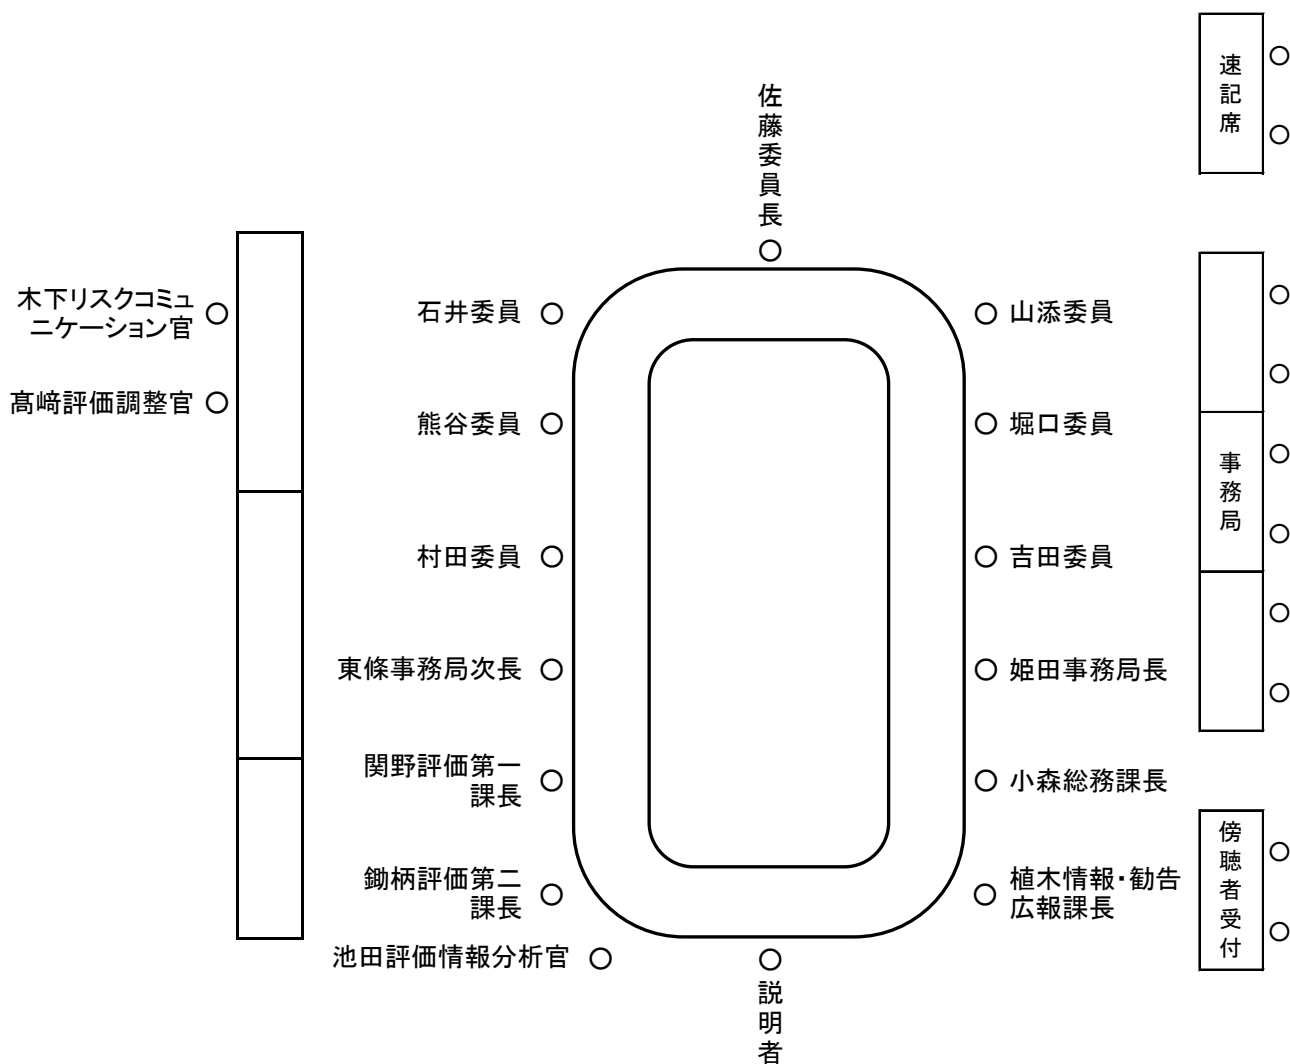 速記席
佐藤委員長
木下リスクコミュ
ニケーション官
石井委員
山添委員
髙﨑評価調整官
熊谷委員
堀口委員
事務局
村田委員
吉田委員
東條事務局次長
姫田事務局長
関野評価第一
課長
小森総務課長
傍聴者受付
鋤柄評価第二
課長
植木情報・勧告
広報課長
池田評価情報分析官
説明者